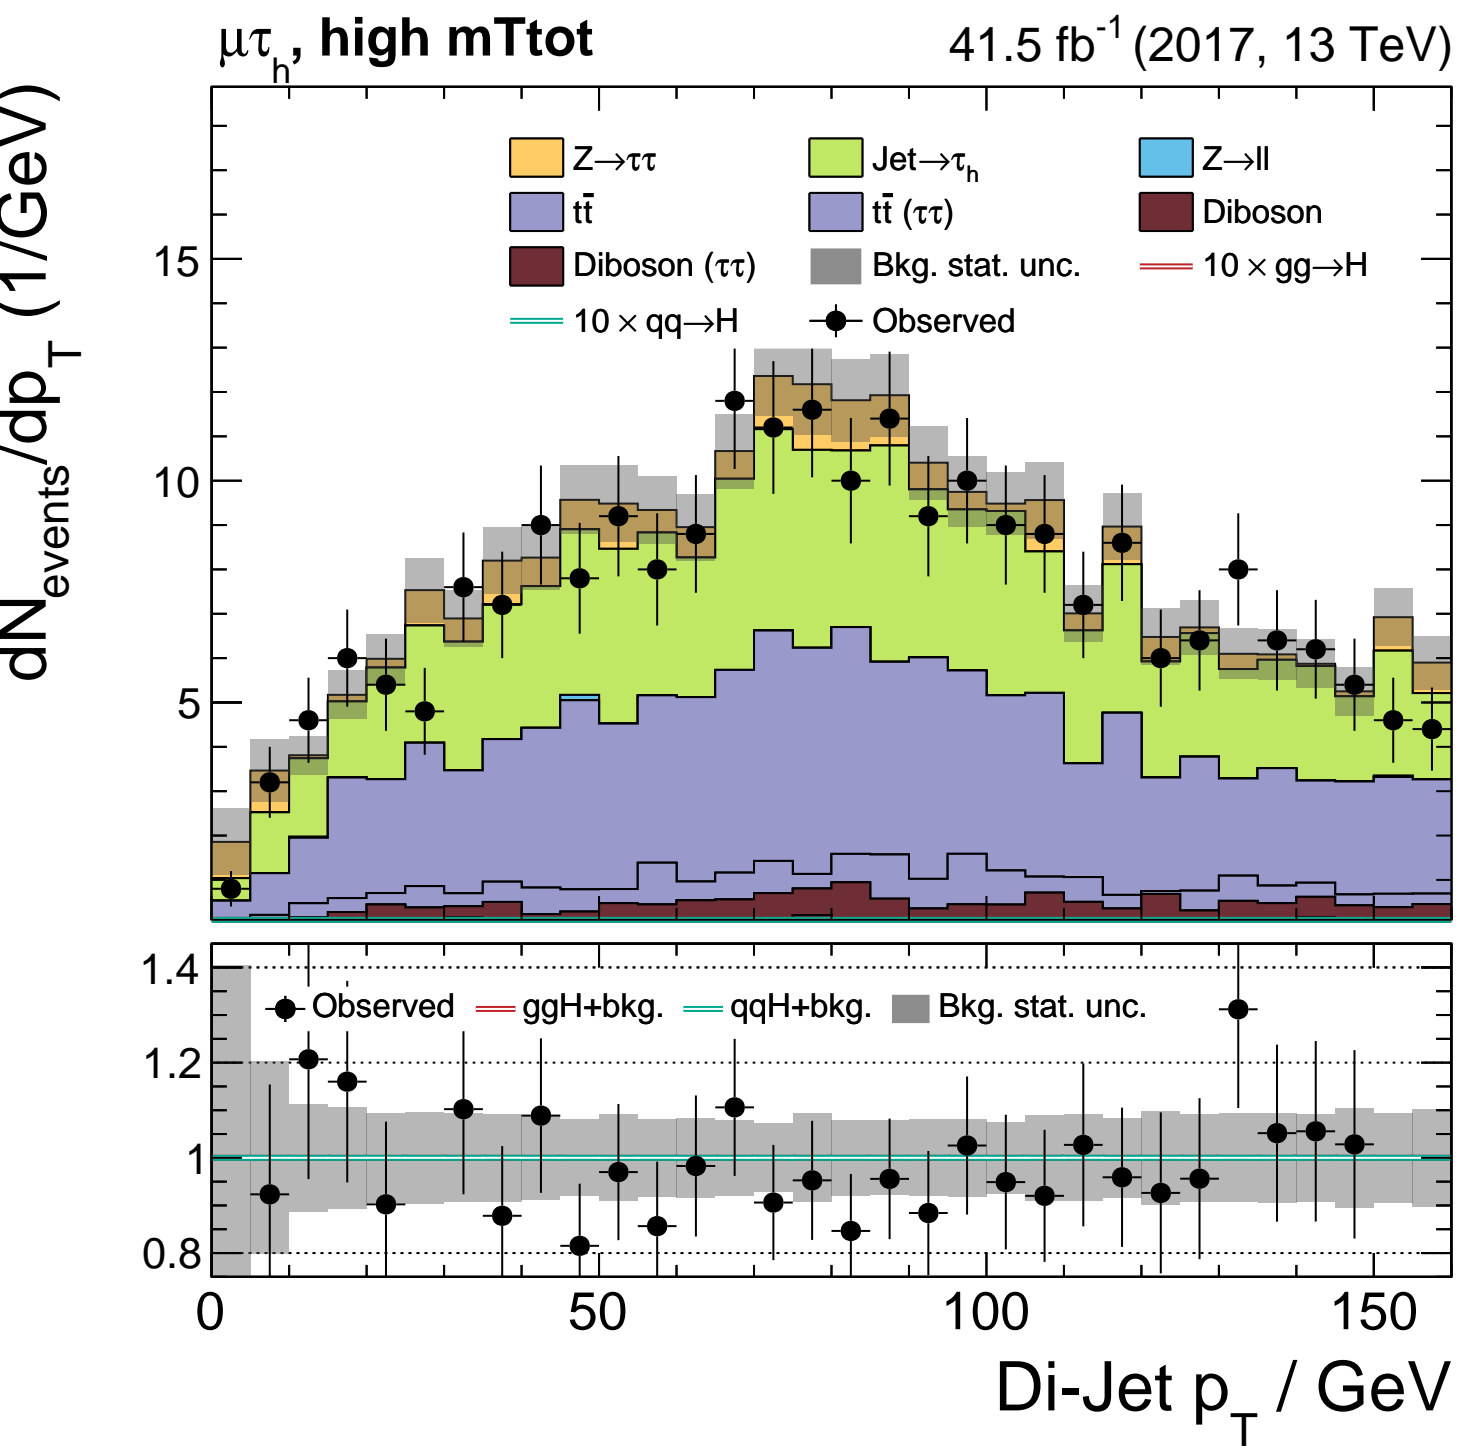 μτh, high mTtot
41.5 fb-1 (2017, 13 TeV)
dNevents/dpT (1/GeV)
Z→ττ
Jet→τh
Z→ll
tt̄
tt̄ (ττ)
Diboson
Diboson (ττ)
Bkg. stat. unc.
10 × gg→H
10 × qq→H
Observed
15
10
5
1.4
1.2
1
0.8
Observed
ggH+bkg.
qqH+bkg.
Bkg. stat. unc.
0
50
100
150
Di-Jet pT / GeV